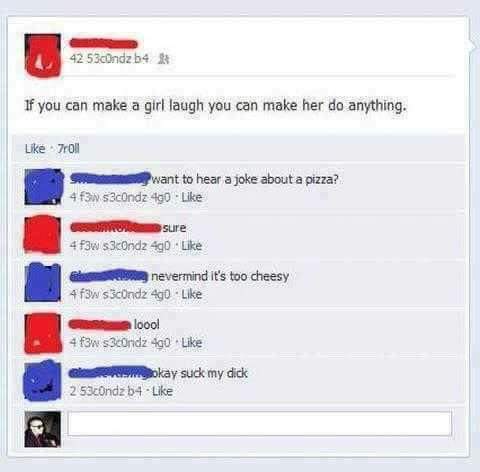 42 53c0ndz b4
If you can make a girl laugh you can make her do anything.
Like · 7roll
want to hear a joke about a pizza?
4 f3w s3c0ndz 4g0 · Like
sure
4 f3w s3c0ndz 4g0 · Like
nevermind it's too cheesy
4 f3w s3c0ndz 4g0 · Like
loool
4 f3w s3c0ndz 4g0 · Like
okay suck my dick
2 53c0ndz b4 · Like